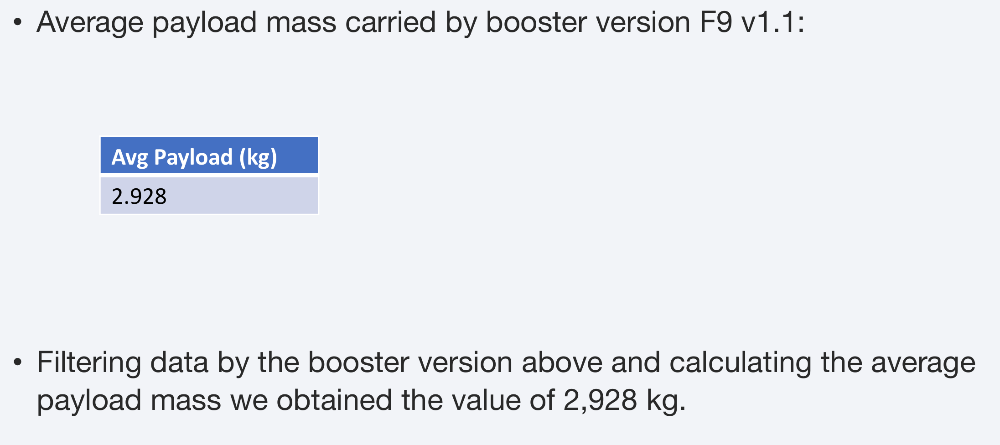 • Average payload mass carried by booster version F9 v1.1:
Avg Payload (kg)
2.928
• Filtering data by the booster version above and calculating the average
payload mass we obtained the value of 2,928 kg.